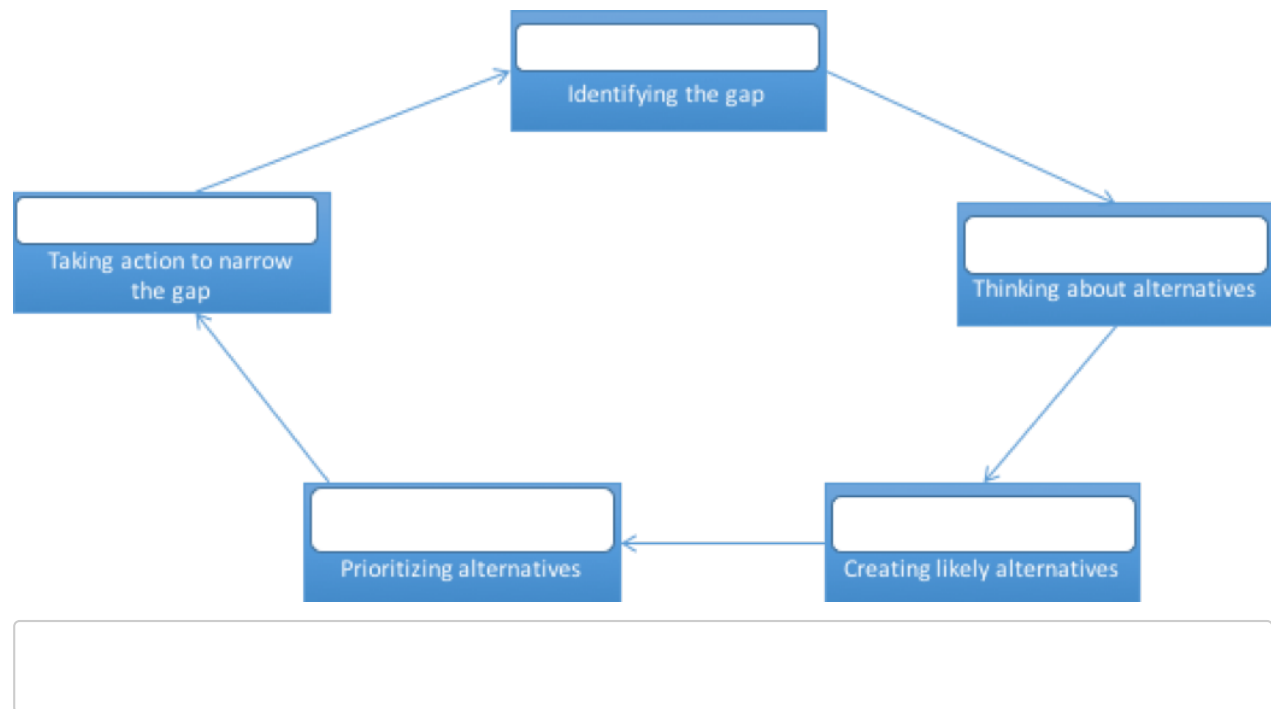 Identifying the gap
Thinking about alternatives
Creating likely alternatives
Prioritizing alternatives
Taking action to narrow
the gap